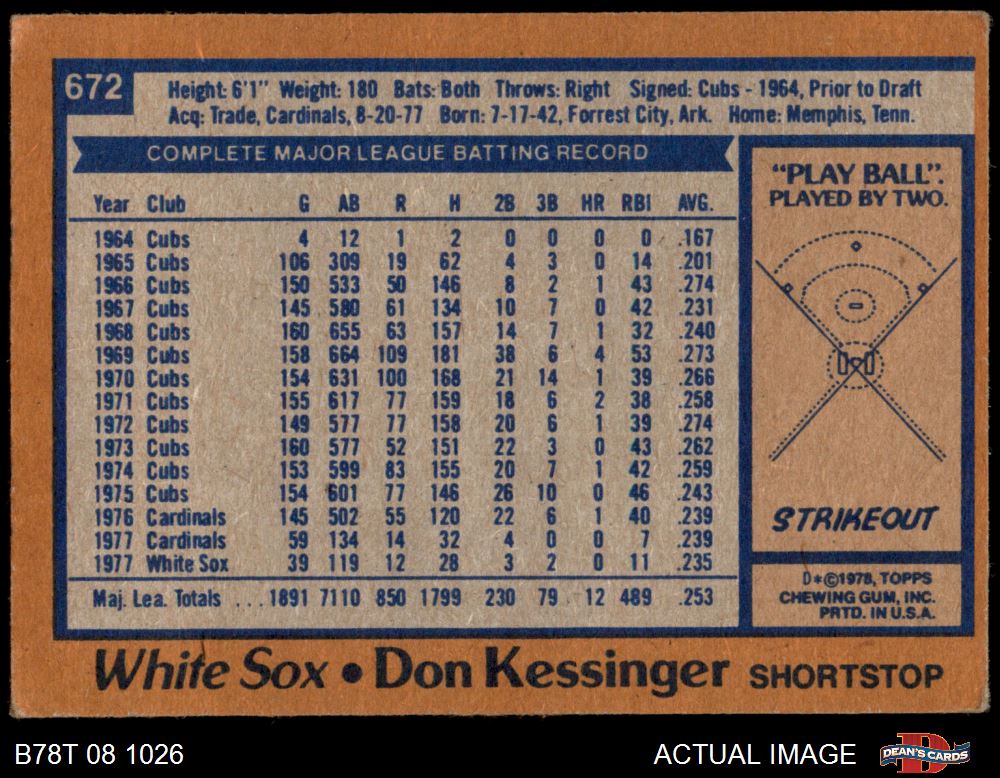 672
Height: 6'1" Weight: 180 Bats: Both Throws: Right Signed: Cubs - 1964, Prior to Draft
Acq: Trade, Cardinals, 8-20-77 Born: 7-17-42, Forrest City, Ark. Home: Memphis, Tenn.
COMPLETE MAJOR LEAGUE BATTING RECORD
Year Club G AB R H 2B 3B HR RBI AVG.
1964 Cubs 4 12 1 2 0 0 0 0 .167
1965 Cubs 106 309 19 62 4 3 0 14 .201
1966 Cubs 150 533 50 146 8 2 1 43 .274
1967 Cubs 145 580 61 134 10 7 0 42 .231
1968 Cubs 160 655 63 157 14 7 1 32 .240
1969 Cubs 158 664 109 181 38 6 4 53 .273
1970 Cubs 154 631 100 168 21 14 1 39 .266
1971 Cubs 155 617 77 159 18 6 2 38 .258
1972 Cubs 149 577 77 158 20 6 1 39 .274
1973 Cubs 160 577 52 151 22 3 0 43 .262
1974 Cubs 153 599 83 155 20 7 1 42 .259
1975 Cubs 154 601 77 146 26 10 0 46 .243
1976 Cardinals 145 502 55 120 22 6 1 40 .239
1977 Cardinals 59 134 14 32 4 0 0 7 .239
1977 White Sox 39 119 12 28 3 2 0 11 .235
Maj. Lea. Totals ... 1891 7110 850 1799 230 79 12 489 .253
"PLAY BALL".
PLAYED BY TWO.
STRIKEOUT
D*©1978, TOPPS
CHEWING GUM, INC.
PRTD. IN U.S.A.
White Sox • Don Kessinger SHORTSTOP
B78T 08 1026
ACTUAL IMAGE
DEAN'S CARDS